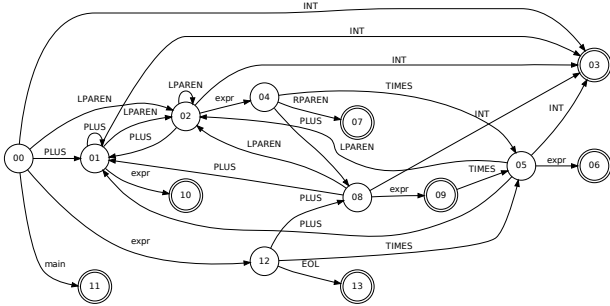 INT
INT
INT
LPAREN
TIMES
03
LPAREN
expr
04
RPAREN
LPAREN
02
PLUS
INT
INT
PLUS
PLUS
07
LPAREN
LPAREN
00
PLUS
01
PLUS
TIMES
05
expr
06
expr
10
08
expr
09
PLUS
PLUS
expr
TIMES
main
12
EOL
11
13